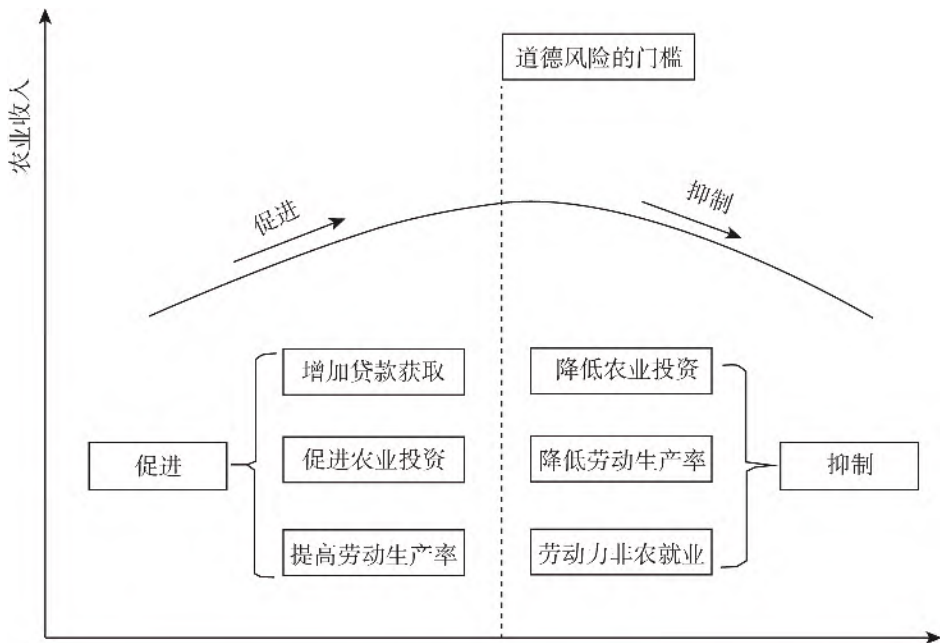 道德风险的门槛
农业收入
促进
抑制
增加贷款获取
降低农业投资
促进
促进农业投资
降低劳动生产率
抑制
提高劳动生产率
劳动力非农就业